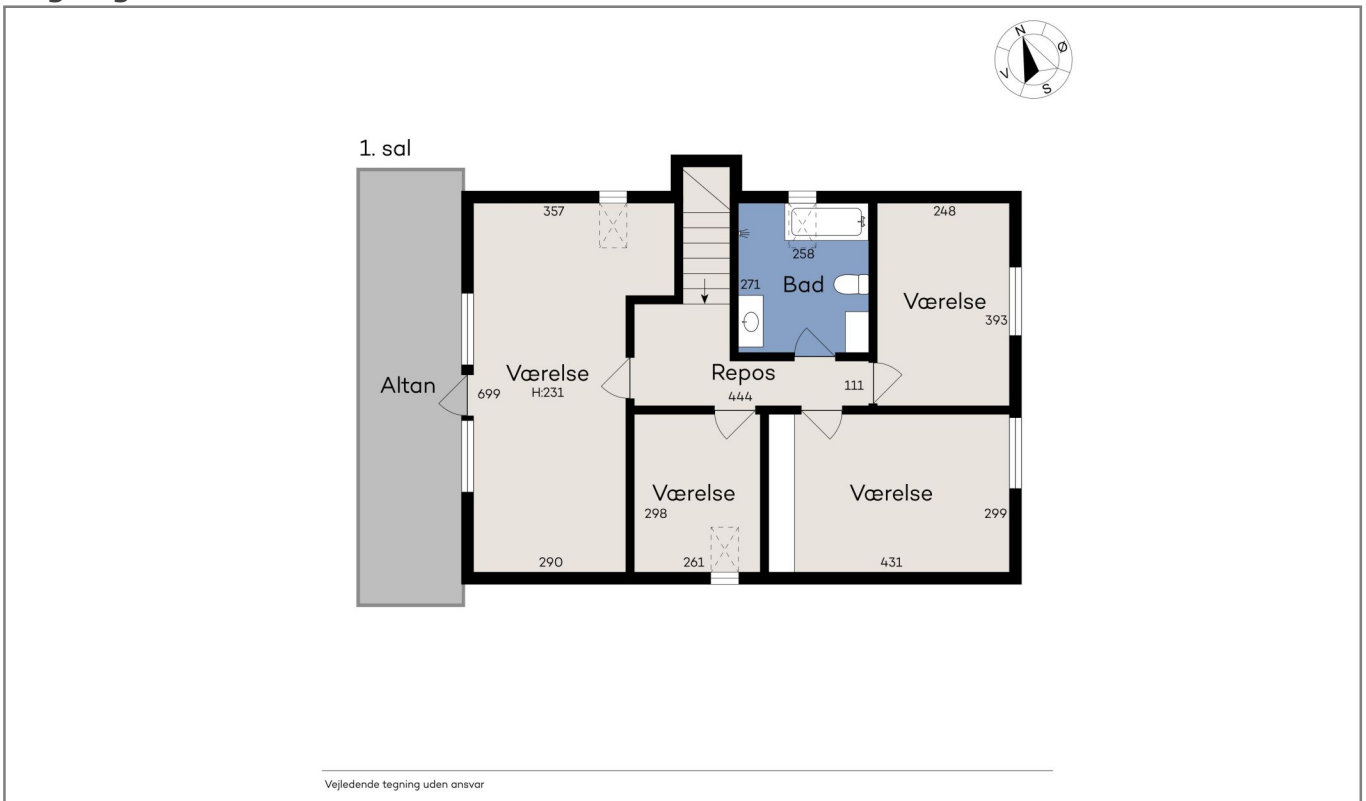 N
Ø
V
S
1. sal
357
248
258
271
Bad
Værelse
393
Altan
699
Værelse
H:231
Repos
444
111
Værelse
298
Værelse
299
290
261
431
Vejledende tegning uden ansvar